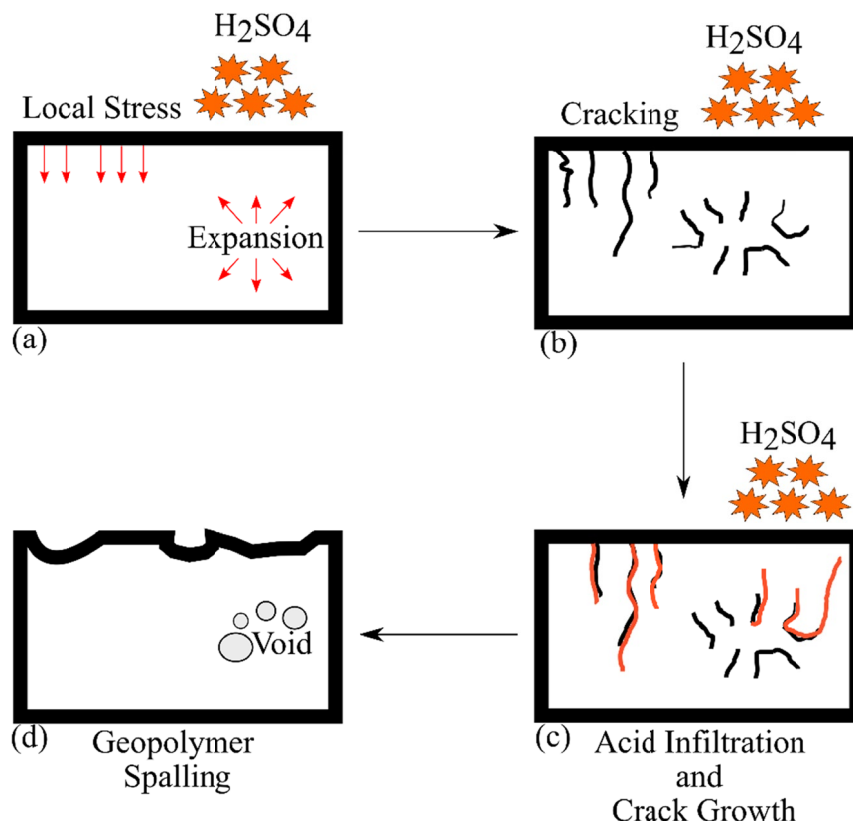 H2SO4
Local Stress
Expansion
(a)
H2SO4
Cracking
(b)
H2SO4
(c)
Acid Infiltration
and
Crack Growth
Void
(d)
Geopolymer
Spalling